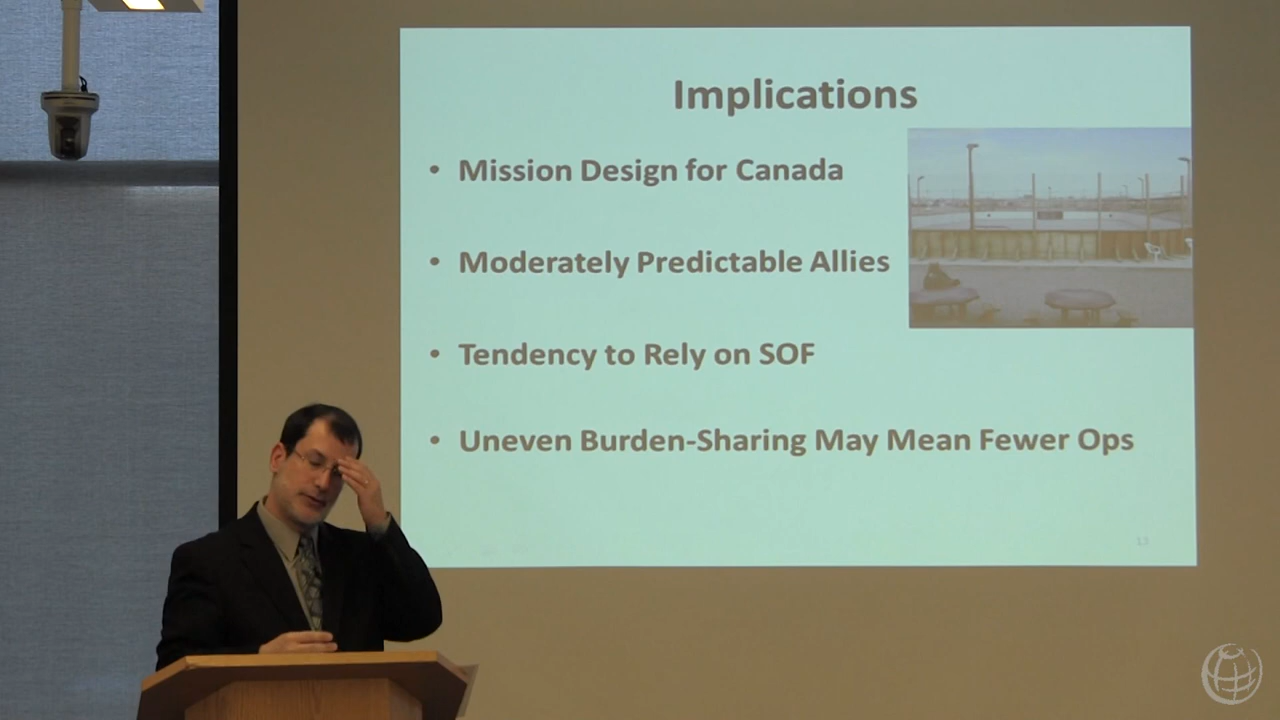 Implications
• Mission Design for Canada
• Moderately Predictable Allies
• Tendency to Rely on SOF
• Uneven Burden-Sharing May Mean Fewer Ops
13